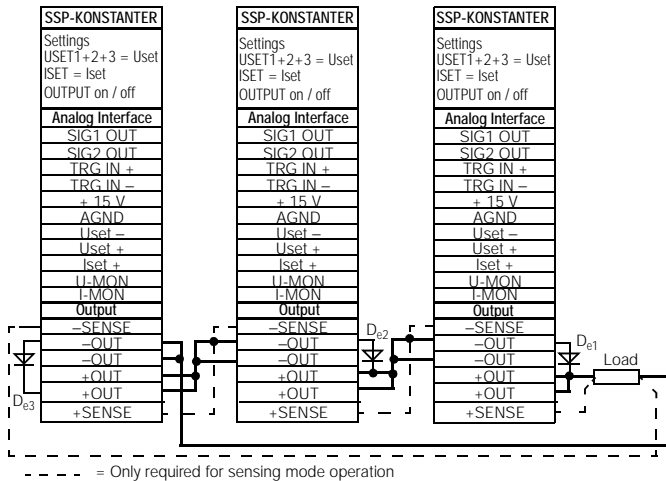 SSP-KONSTANTER
Settings
USET1+2+3 = Uset
ISET = Iset
OUTPUT on / off
Analog Interface
SIG1 OUT
SIG2 OUT
TRG IN +
TRG IN –
+ 15 V
AGND
Uset –
Uset +
Iset +
U-MON
I-MON
Output
–SENSE
–OUT
–OUT
+OUT
+OUT
+SENSE
De3
SSP-KONSTANTER
Settings
USET1+2+3 = Uset
ISET = Iset
OUTPUT on / off
Analog Interface
SIG1 OUT
SIG2 OUT
TRG IN +
TRG IN –
+ 15 V
AGND
Uset –
Uset +
Iset +
U-MON
I-MON
Output
–SENSE
–OUT
–OUT
+OUT
+OUT
+SENSE
De2
SSP-KONSTANTER
Settings
USET1+2+3 = Uset
ISET = Iset
OUTPUT on / off
Analog Interface
SIG1 OUT
SIG2 OUT
TRG IN +
TRG IN –
+ 15 V
AGND
Uset –
Uset +
Iset +
U-MON
I-MON
Output
–SENSE
–OUT
–OUT
+OUT
+OUT
+SENSE
De1
Load
= Only required for sensing mode operation